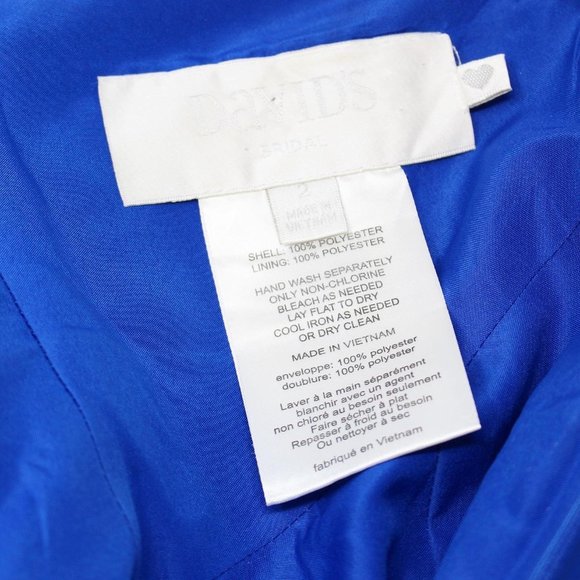 DAVID'S
BRIDAL
2
MADE IN
VIETNAM
SHELL: 100% POLYESTER
LINING: 100% POLYESTER
HAND WASH SEPARATELY
ONLY NON-CHLORINE
BLEACH AS NEEDED
LAY FLAT TO DRY
COOL IRON AS NEEDED
OR DRY CLEAN
MADE IN VIETNAM
enveloppe: 100% polyester
doublure: 100% polyester
Laver à la main séparément
blanchir avec un agent
non chloré au besoin seulement
Faire sécher à plat
Repasser à froid au besoin
Ou nettoyer à sec
fabriqué en Vietnam